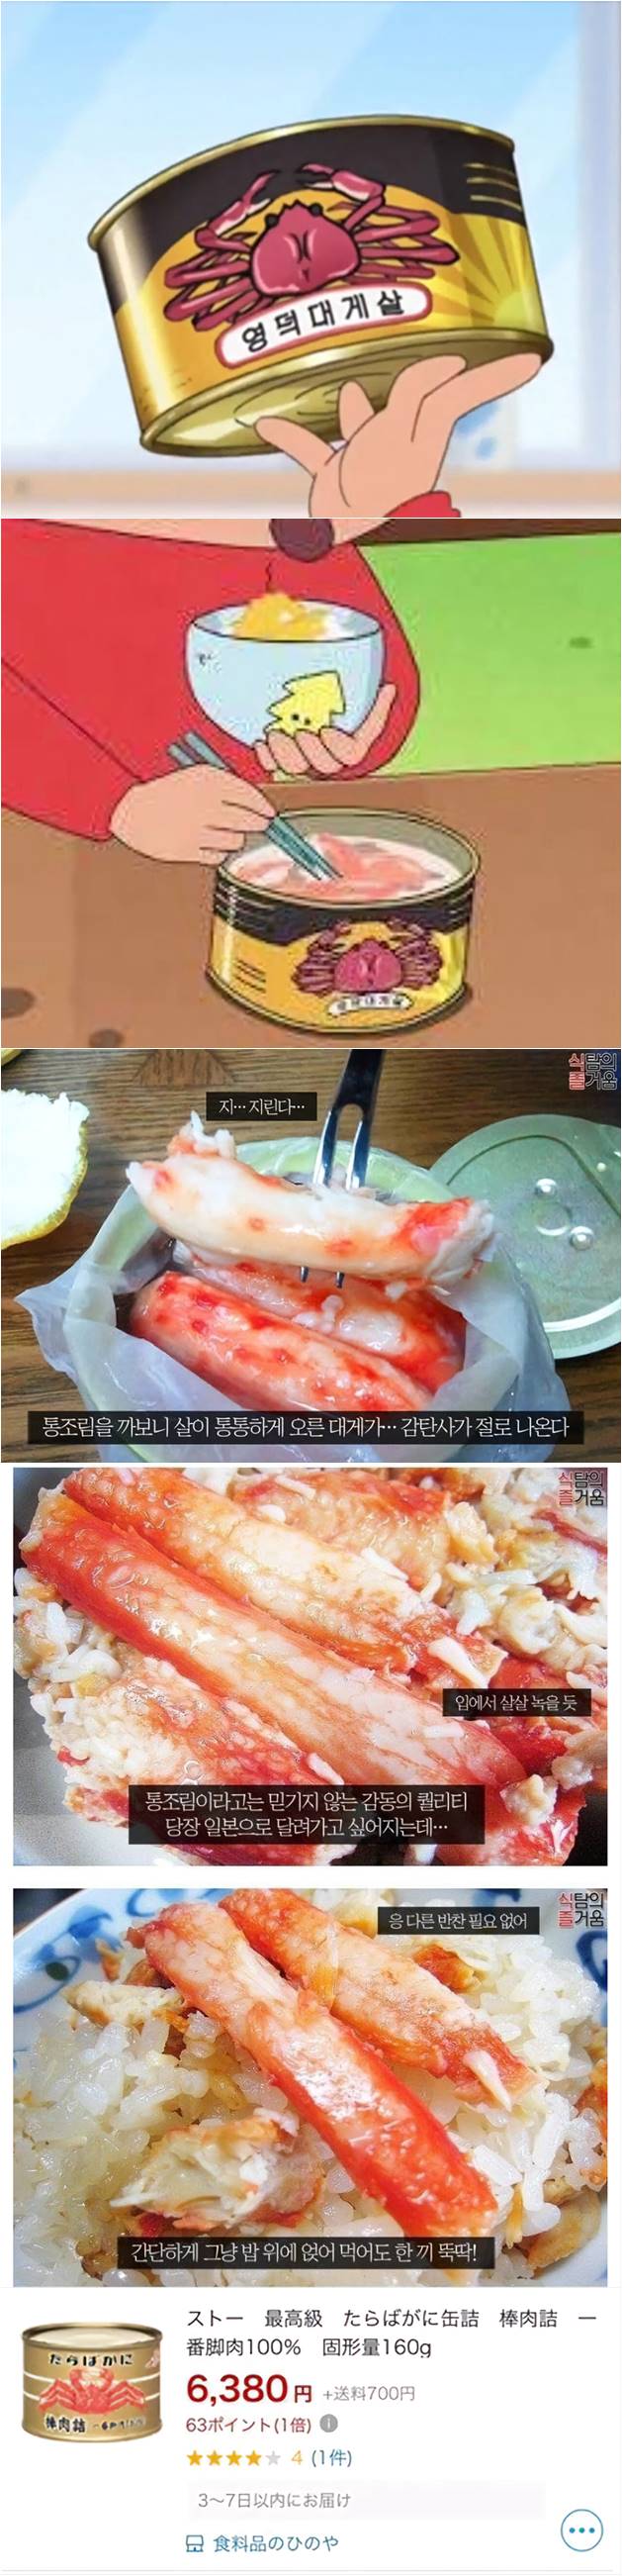 영덕대게살
영덕대게살
식탐의
즐거움
지… 지린다…
통조림을 까보니 살이 통통하게 오른 대게가… 감탄사가 절로 나온다
식탐의
즐거움
입에서 살살 녹을 듯
통조림이라고는 믿기지 않는 감동의 퀄리티
당장 일본으로 달려가고 싶어지는데…
식탐의
즐거움
응 다른 반찬 필요 없어
간단하게 그냥 밥 위에 얹어 먹어도 한 끼 뚝딱!
たらばがに
棒肉詰
ストー 最高級 たらばがに缶詰 棒肉詰 一
番脚肉100% 固形量160g
6,380円 +送料700円
63ポイント(1倍)
4 (1件)
3〜7日以内にお届け
食料品のひのや